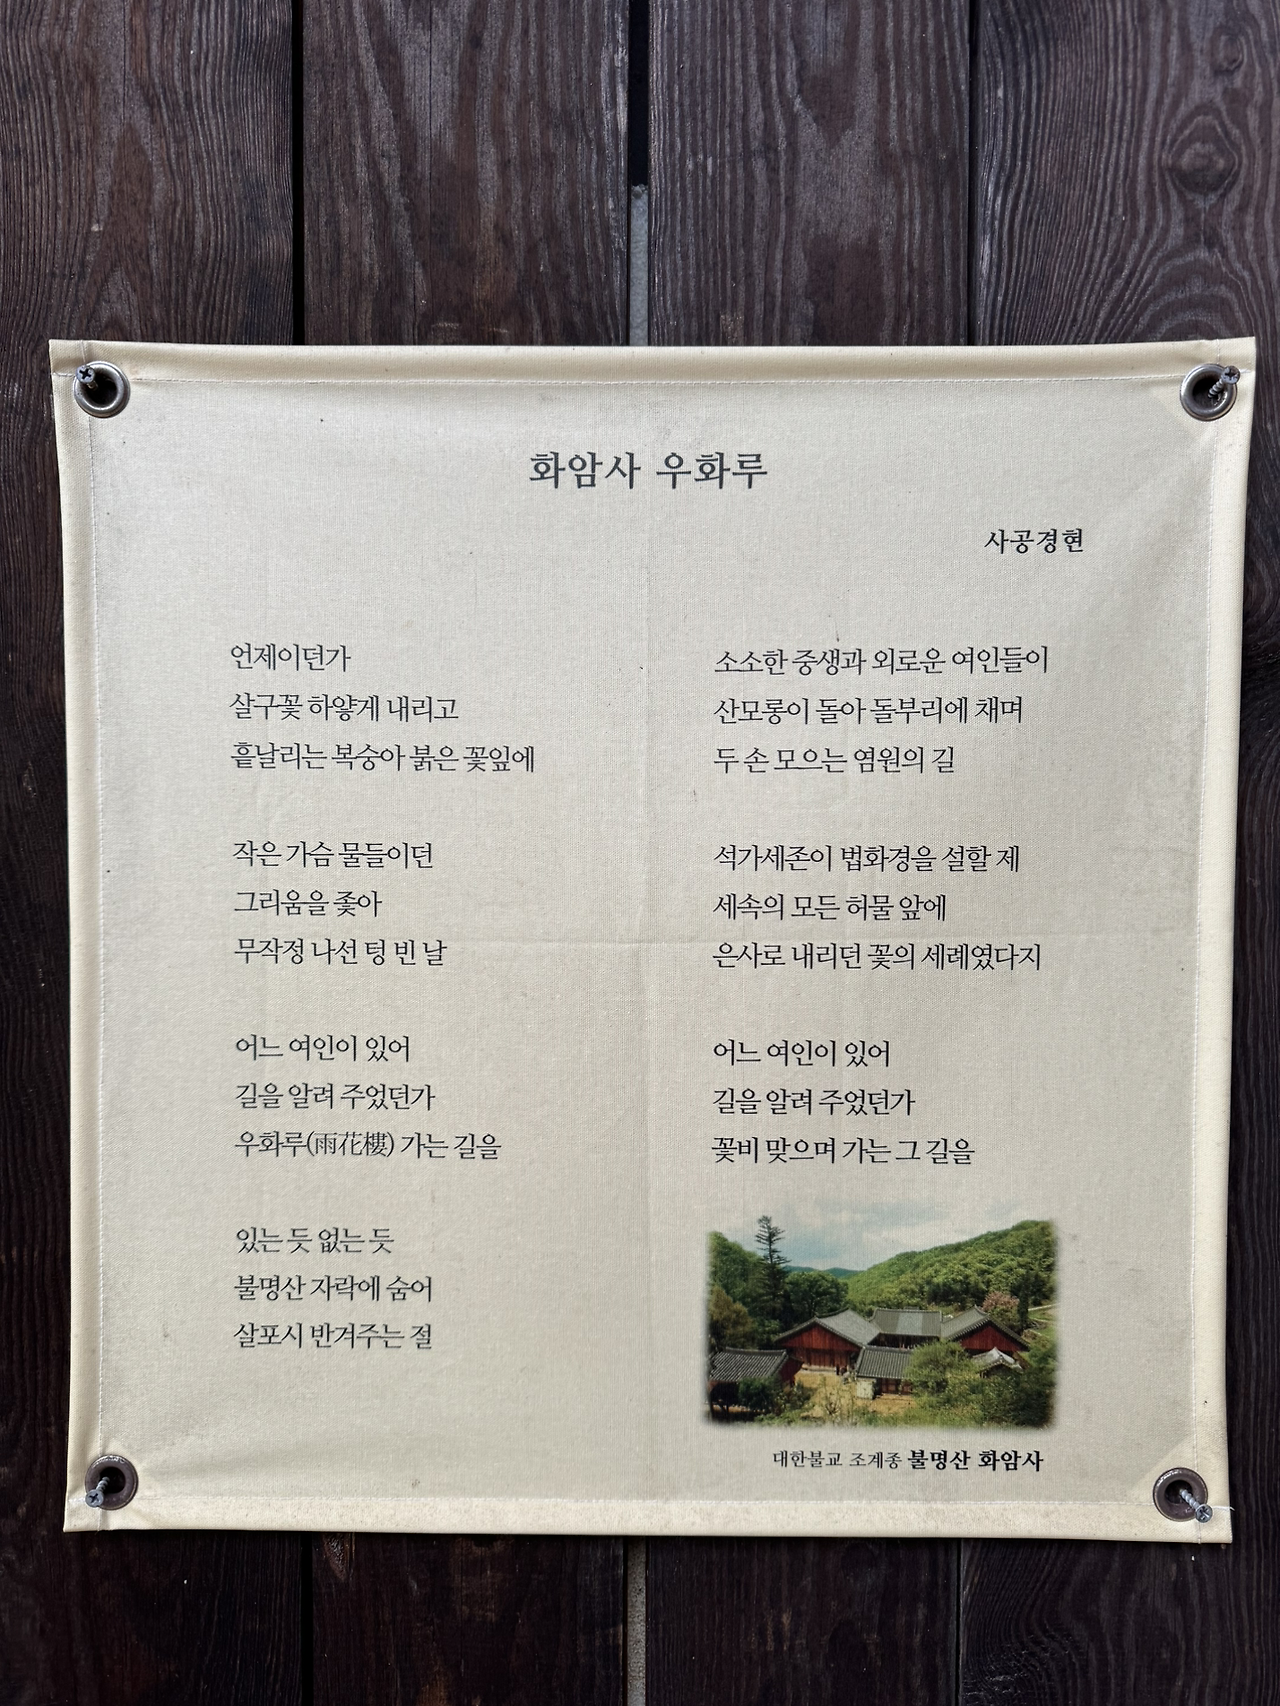 화암사 우화루
사공경현
언제이던가
살구꽃 하얗게 내리고
흩날리는 복숭아 붉은 꽃잎에
작은 가슴 물들이던
그리움을 좇아
무작정 나선 텅 빈 날
어느 여인이 있어
길을 알려 주었던가
우화루(雨花樓) 가는 길을
있는 듯 없는 듯
불명산 자락에 숨어
살포시 반겨주는 절
소소한 중생과 외로운 여인들이
산모롱이 돌아 돌부리에 채며
두 손 모으는 염원의 길
석가세존이 법화경을 설할 제
세속의 모든 허물 앞에
은사로 내리던 꽃의 세례였다지
어느 여인이 있어
길을 알려 주었던가
꽃비 맞으며 가는 그 길을
대한불교 조계종 불명산 화암사